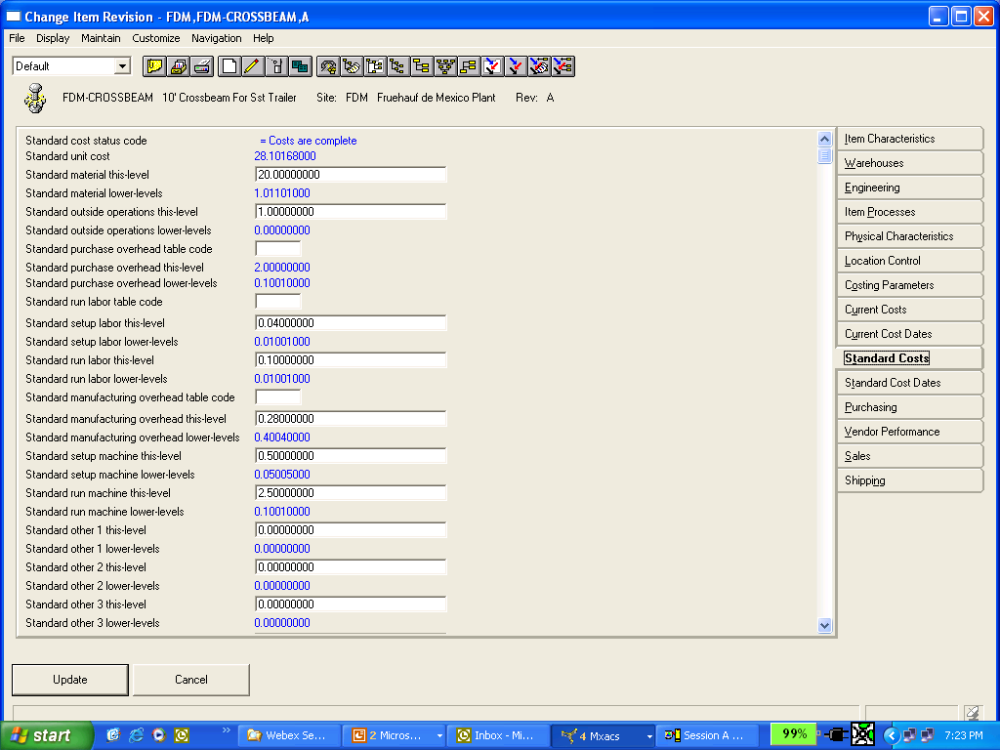 Change Item Revision - FDM,FDM-CROSSBEAM,A
File Display Maintain Customize Navigation Help
Default
FDM-CROSSBEAM 10' Crossbeam For Sst Trailer Site: FDM Fruehauf de Mexico Plant Rev: A
Standard cost status code = Costs are complete
Standard unit cost 28.10168000
Standard material this-level 20.00000000
Standard material lower-levels 1.01101000
Standard outside operations this-level 1.00000000
Standard outside operations lower-levels 0.00000000
Standard purchase overhead table code
Standard purchase overhead this-level 2.00000000
Standard purchase overhead lower-levels 0.10010000
Standard run labor table code
Standard setup labor this-level 0.04000000
Standard setup labor lower-levels 0.01001000
Standard run labor this-level 0.10000000
Standard run labor lower-levels 0.01001000
Standard manufacturing overhead table code
Standard manufacturing overhead this-level 0.28000000
Standard manufacturing overhead lower-levels 0.40040000
Standard setup machine this-level 0.50000000
Standard setup machine lower-levels 0.05005000
Standard run machine this-level 2.50000000
Standard run machine lower-levels 0.10010000
Standard other 1 this-level 0.00000000
Standard other 1 lower-levels 0.00000000
Standard other 2 this-level 0.00000000
Standard other 2 lower-levels 0.00000000
Standard other 3 this-level 0.00000000
Standard other 3 lower-levels 0.00000000
Item Characteristics
Warehouses
Engineering
Item Processes
Physical Characteristics
Location Control
Costing Parameters
Current Costs
Current Cost Dates
Standard Costs
Standard Cost Dates
Purchasing
Vendor Performance
Sales
Shipping
Update Cancel
start Webex Se... 2 Micros... Inbox - Mi... 4 Mxacs Session A ... 99% 7:23 PM